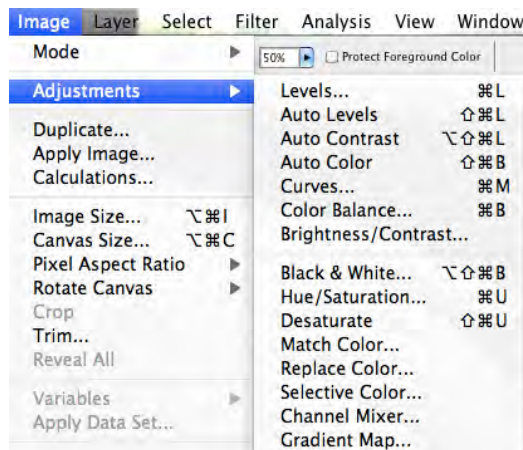 Image Layer Select Filter Analysis View Window
Mode
50% Protect Foreground Color
Adjustments
Duplicate...
Apply Image...
Calculations...
Image Size... ⌥⌘I
Canvas Size... ⌥⌘C
Pixel Aspect Ratio
Rotate Canvas
Crop
Trim...
Reveal All
Variables
Apply Data Set...
Levels... ⌘L
Auto Levels ⇧⌘L
Auto Contrast ⌥⇧⌘L
Auto Color ⇧⌘B
Curves... ⌘M
Color Balance... ⌘B
Brightness/Contrast...
Black & White... ⌥⇧⌘B
Hue/Saturation... ⌘U
Desaturate ⇧⌘U
Match Color...
Replace Color...
Selective Color...
Channel Mixer...
Gradient Map...